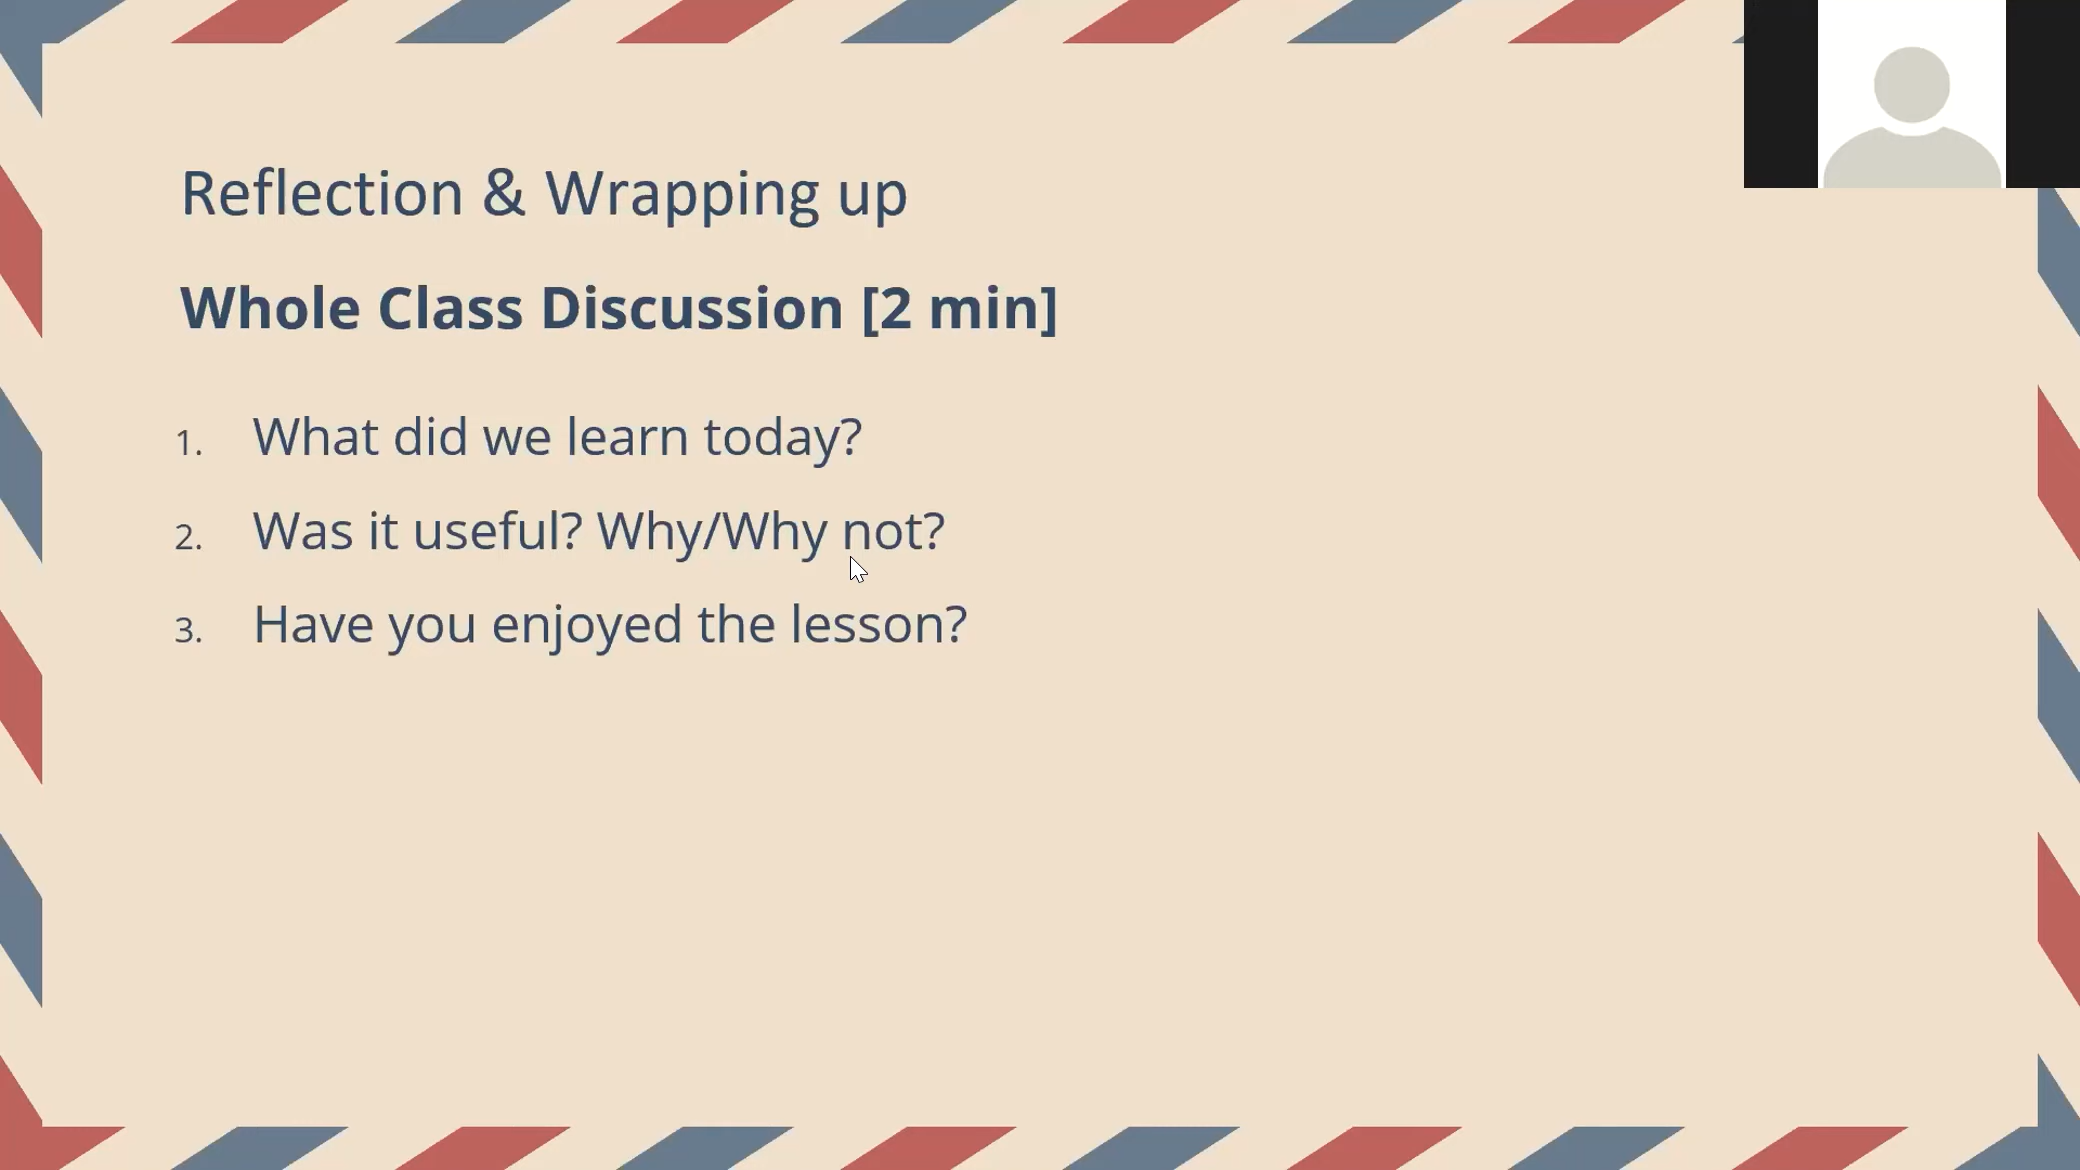 Reflection & Wrapping up
Whole Class Discussion [2 min]
1. What did we learn today?
2. Was it useful? Why/Why not?
3. Have you enjoyed the lesson?